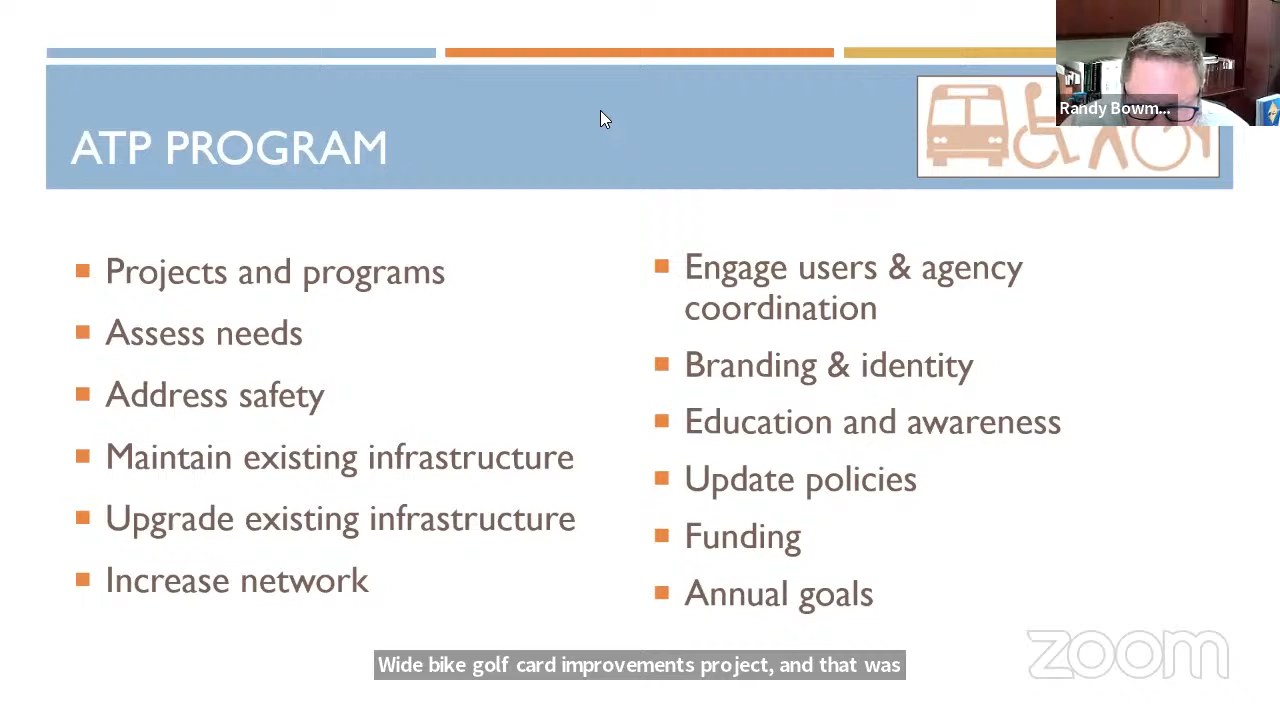 Randy Bowm...
ATP PROGRAM
Projects and programs
Assess needs
Address safety
Maintain existing infrastructure
Upgrade existing infrastructure
Increase network
Engage users & agency
coordination
Branding & identity
Education and awareness
Update policies
Funding
Annual goals
Wide bike golf card improvements project, and that was
zoom